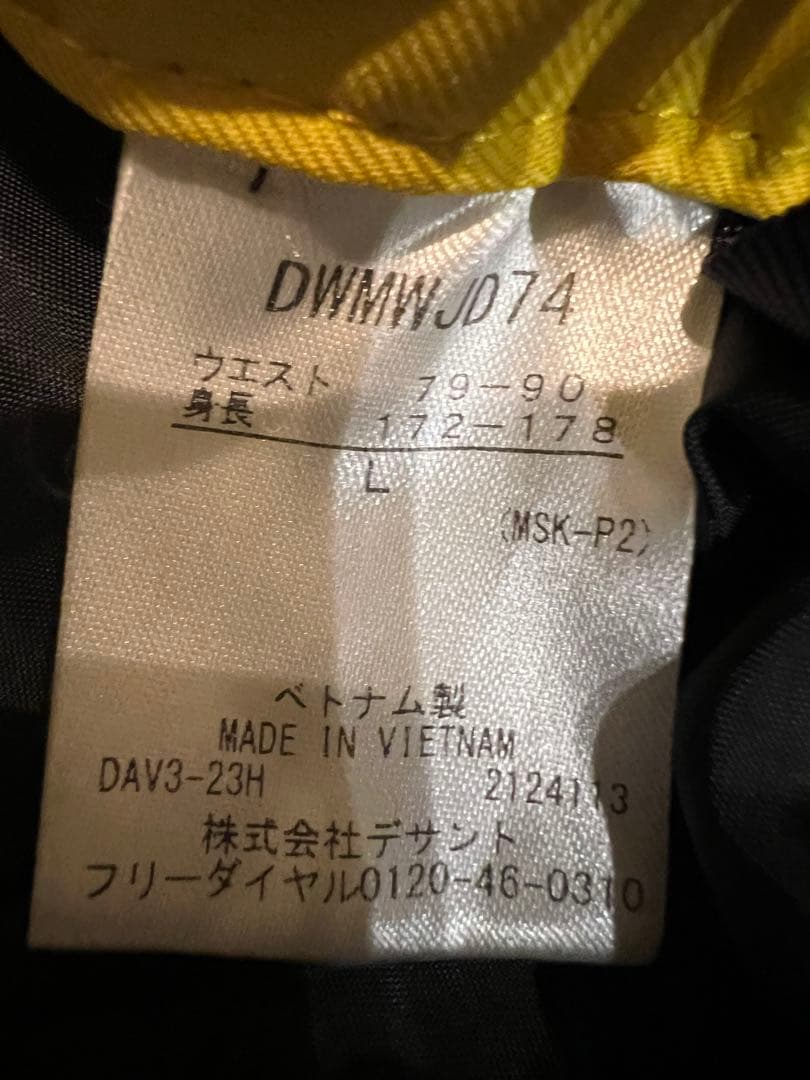 DWMWJD74
ウエスト 79-90
身長 172-178
L
(MSK-P2)
ベトナム製
MADE IN VIETNAM
DAV3-23H 2124113
株式会社デサント
フリーダイヤル0120-46-0310